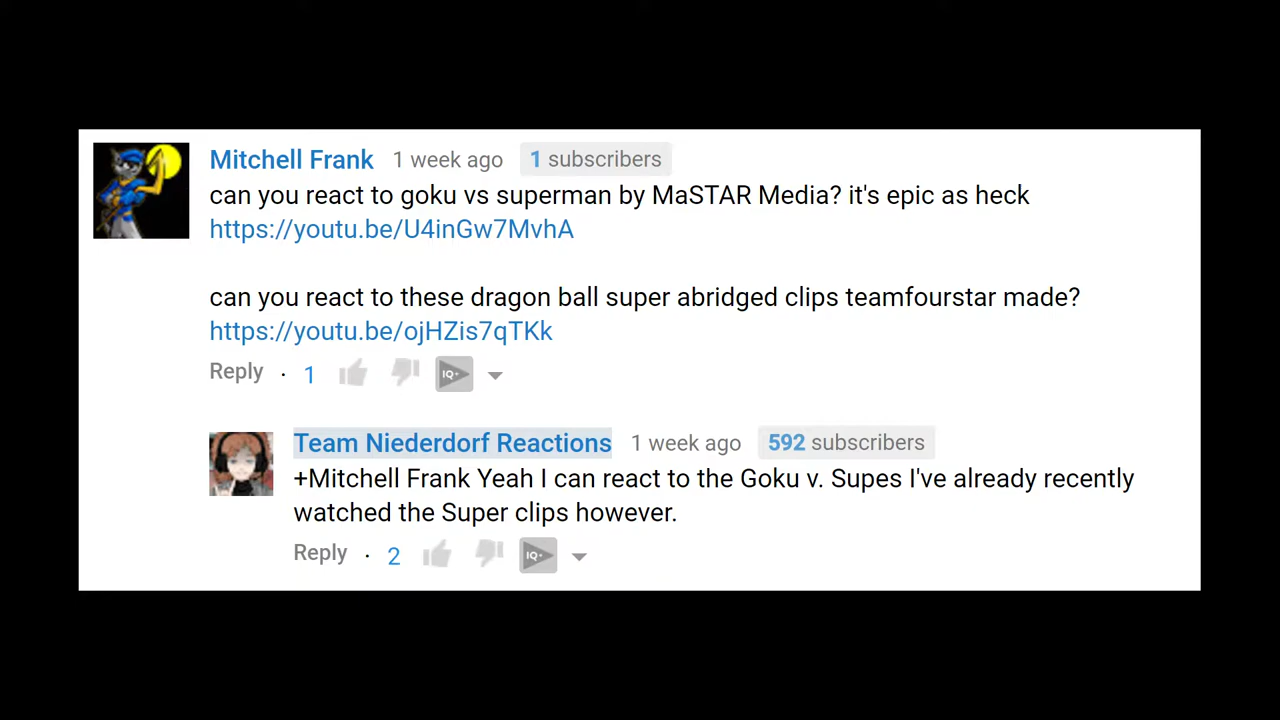 Mitchell Frank 1 week ago 1 subscribers
can you react to goku vs superman by MaSTAR Media? it's epic as heck
https://youtu.be/U4inGw7MvhA
can you react to these dragon ball super abridged clips teamfourstar made?
https://youtu.be/ojHZis7qTKk
Reply · 1 IQ+
Team Niederdorf Reactions 1 week ago 592 subscribers
+Mitchell Frank Yeah I can react to the Goku v. Supes I've already recently
watched the Super clips however.
Reply · 2 IQ+